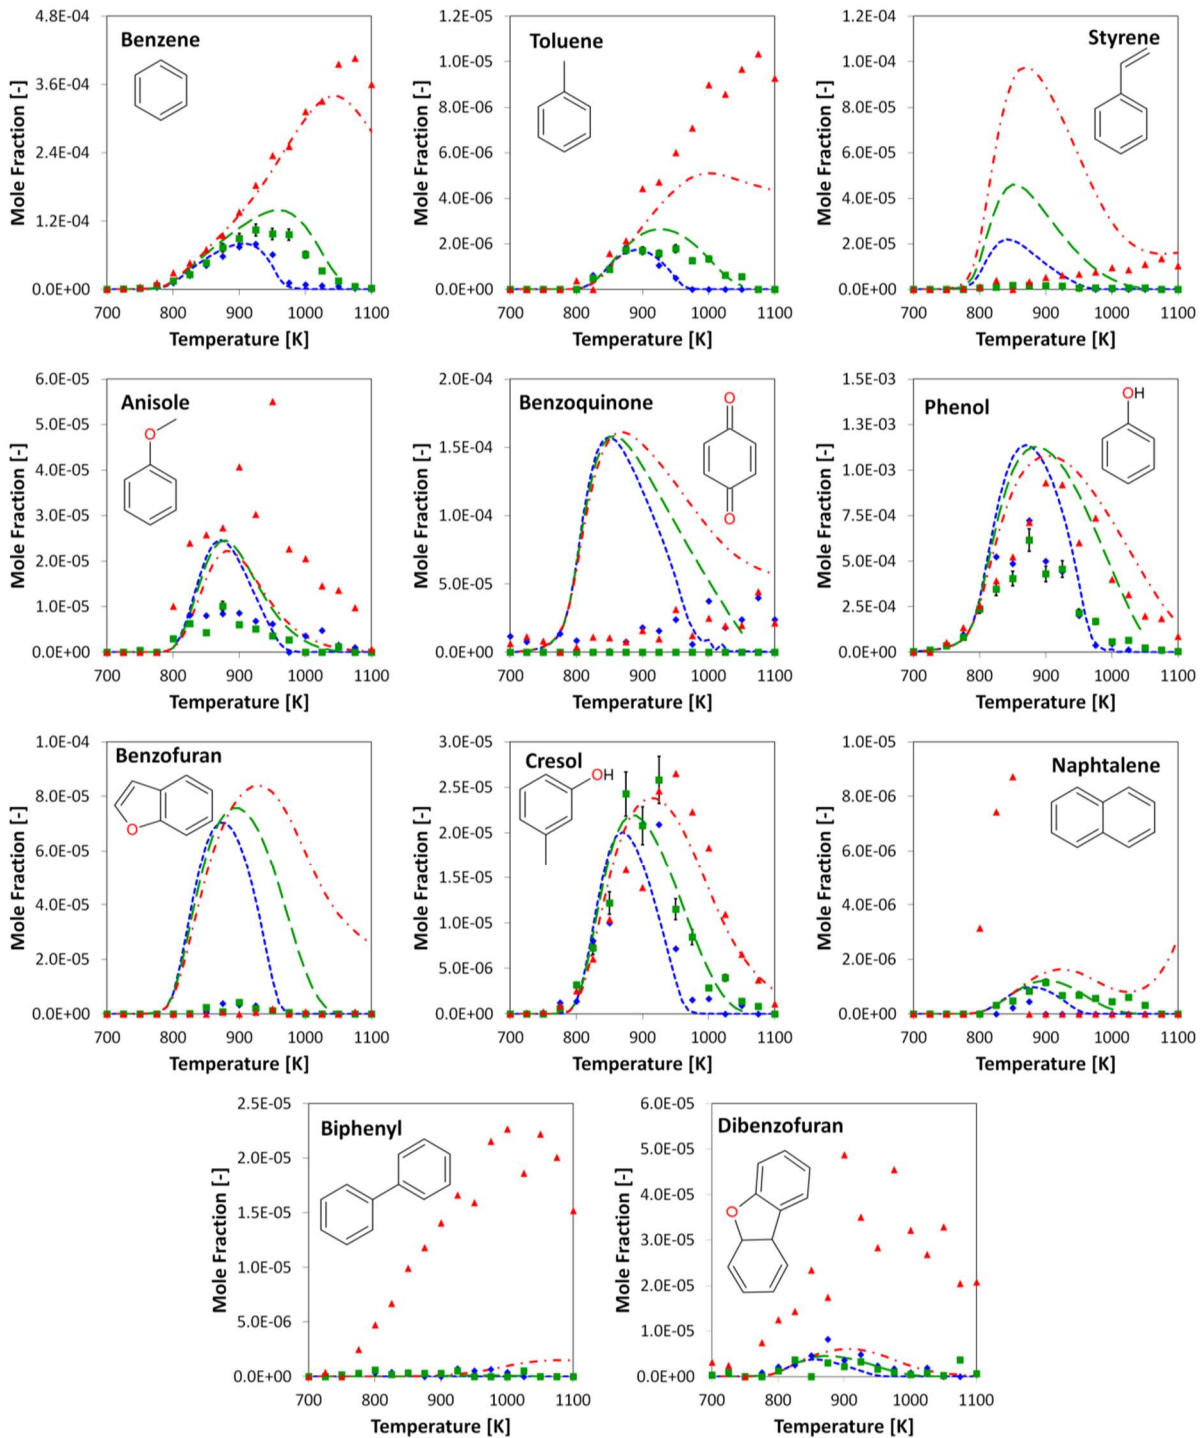 Benzene
4.8E-04
3.6E-04
2.4E-04
1.2E-04
0.0E+00
Mole Fraction [-]
700 800 900 1000 1100
Temperature [K]
Toluene
1.2E-05
1.0E-05
8.0E-06
6.0E-06
4.0E-06
2.0E-06
0.0E+00
Mole Fraction [-]
700 800 900 1000 1100
Temperature [K]
Styrene
1.2E-04
1.0E-04
8.0E-05
6.0E-05
4.0E-05
2.0E-05
0.0E+00
Mole Fraction [-]
700 800 900 1000 1100
Temperature [K]
Anisole
O
6.0E-05
5.0E-05
4.0E-05
3.0E-05
2.0E-05
1.0E-05
0.0E+00
Mole Fraction [-]
700 800 900 1000 1100
Temperature [K]
Benzoquinone
O
O
2.0E-04
1.5E-04
1.0E-04
5.0E-05
0.0E+00
Mole Fraction [-]
700 800 900 1000 1100
Temperature [K]
Phenol
OH
1.5E-03
1.3E-03
1.0E-03
7.5E-04
5.0E-04
2.5E-04
0.0E+00
Mole Fraction [-]
700 800 900 1000 1100
Temperature [K]
Benzofuran
O
1.0E-04
8.0E-05
6.0E-05
4.0E-05
2.0E-05
0.0E+00
Mole Fraction [-]
700 800 900 1000 1100
Temperature [K]
Cresol
OH
3.0E-05
2.5E-05
2.0E-05
1.5E-05
1.0E-05
5.0E-06
0.0E+00
Mole Fraction [-]
700 800 900 1000 1100
Temperature [K]
Naphtalene
1.0E-05
8.0E-06
6.0E-06
4.0E-06
2.0E-06
0.0E+00
Mole Fraction [-]
700 800 900 1000 1100
Temperature [K]
Biphenyl
2.5E-05
2.0E-05
1.5E-05
1.0E-05
5.0E-06
0.0E+00
Mole Fraction [-]
700 800 900 1000 1100
Temperature [K]
Dibenzofuran
O
6.0E-05
5.0E-05
4.0E-05
3.0E-05
2.0E-05
1.0E-05
0.0E+00
Mole Fraction [-]
700 800 900 1000 1100
Temperature [K]